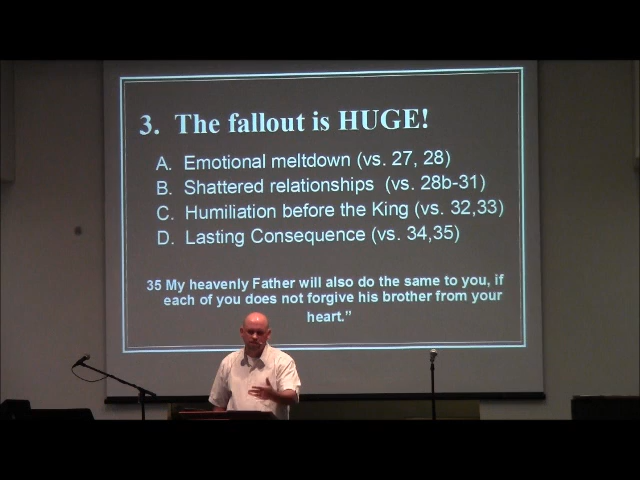 3. The fallout is HUGE!
A. Emotional meltdown (vs. 27, 28)
B. Shattered relationships (vs. 28b-31)
C. Humiliation before the King (vs. 32,33)
D. Lasting Consequence (vs. 34,35)
35 My heavenly Father will also do the same to you, if
each of you does not forgive his brother from your
heart.”